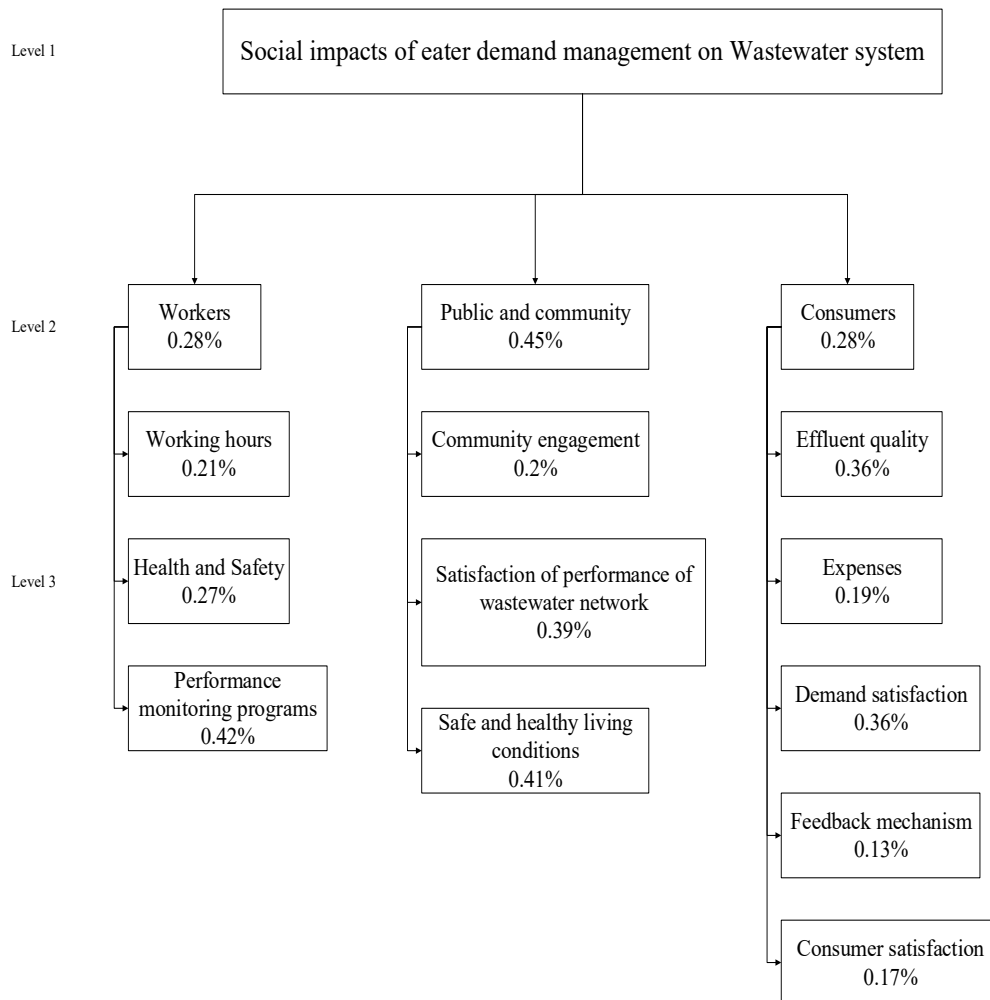 Level 1
Social impacts of eater demand management on Wastewater system
Level 2
Workers
0.28%
Public and community
0.45%
Consumers
0.28%
Working hours
0.21%
Community engagement
0.2%
Effluent quality
0.36%
Level 3
Health and Safety
0.27%
Satisfaction of performance of
wastewater network
0.39%
Expenses
0.19%
Performance
monitoring programs
0.42%
Safe and healthy living
conditions
0.41%
Demand satisfaction
0.36%
Feedback mechanism
0.13%
Consumer satisfaction
0.17%